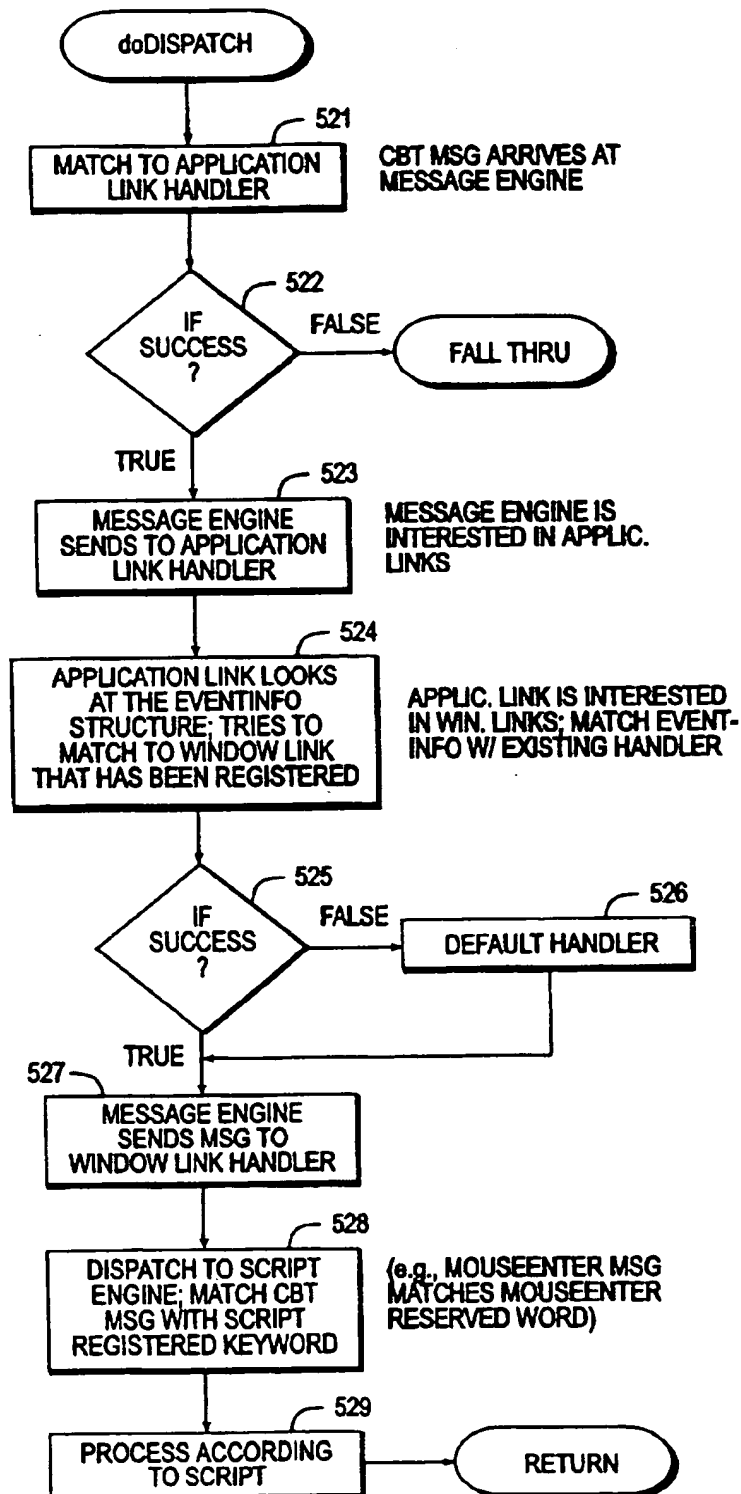 doDISPATCH
521
MATCH TO APPLICATION
LINK HANDLER
CBT MSG ARRIVES AT
MESSAGE ENGINE
522
IF
SUCCESS
?
FALSE
FALL THRU
TRUE
523
MESSAGE ENGINE
SENDS TO APPLICATION
LINK HANDLER
MESSAGE ENGINE IS
INTERESTED IN APPLIC.
LINKS
524
APPLICATION LINK LOOKS
AT THE EVENTINFO
STRUCTURE; TRIES TO
MATCH TO WINDOW LINK
THAT HAS BEEN REGISTERED
APPLIC. LINK IS INTERESTED
IN WIN. LINKS; MATCH EVENT-
INFO W/ EXISTING HANDLER
525
IF
SUCCESS
?
FALSE
526
DEFAULT HANDLER
TRUE
527
MESSAGE ENGINE
SENDS MSG TO
WINDOW LINK HANDLER
528
DISPATCH TO SCRIPT
ENGINE; MATCH CBT
MSG WITH SCRIPT
REGISTERED KEYWORD
(e.g., MOUSEENTER MSG
MATCHES MOUSEENTER
RESERVED WORD)
529
PROCESS ACCORDING
TO SCRIPT
RETURN